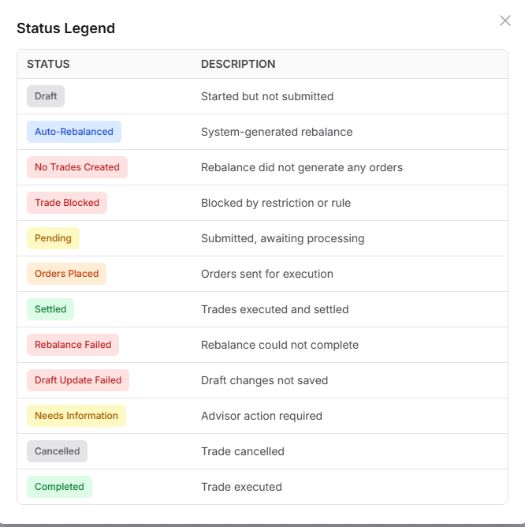 Status Legend
STATUS DESCRIPTION
Draft Started but not submitted
Auto-Rebalanced System-generated rebalance
No Trades Created Rebalance did not generate any orders
Trade Blocked Blocked by restriction or rule
Pending Submitted, awaiting processing
Orders Placed Orders sent for execution
Settled Trades executed and settled
Rebalance Failed Rebalance could not complete
Draft Update Failed Draft changes not saved
Needs Information Advisor action required
Cancelled Trade cancelled
Completed Trade executed